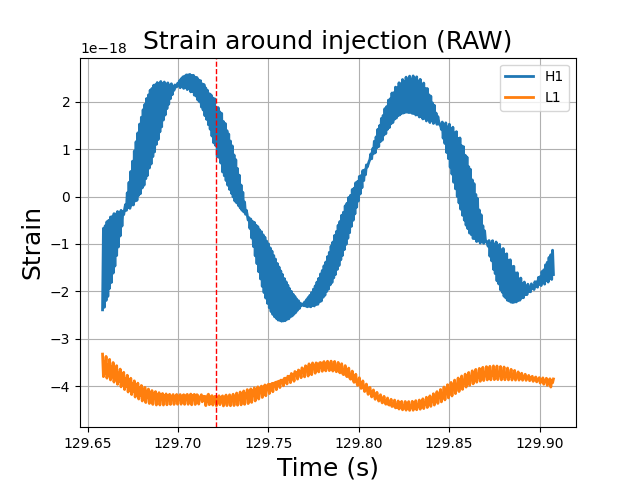 Strain around injection (RAW)
1e−18
H1
L1
2
1
0
−1
−2
−3
−4
Strain
129.65 129.70 129.75 129.80 129.85 129.90
Time (s)